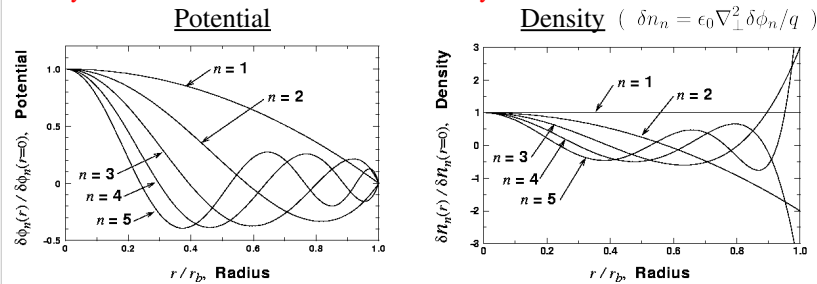 Potential
Density ( δn_n = ϵ_0 ∇_⊥^2 δϕ_n/q )
δϕ_n(r) / δϕ_n(r=0), Potential
1.0
0.5
0
-0.5
n = 1
n = 2
n = 3
n = 4
n = 5
0 0.2 0.4 0.6 0.8 1.0
r / r_b, Radius
δn_n(r) / δn_n(r=0), Density
3
2
1
0
-1
-2
-3
n = 1
n = 2
n = 3
n = 4
n = 5
0 0.2 0.4 0.6 0.8 1.0
r / r_b, Radius